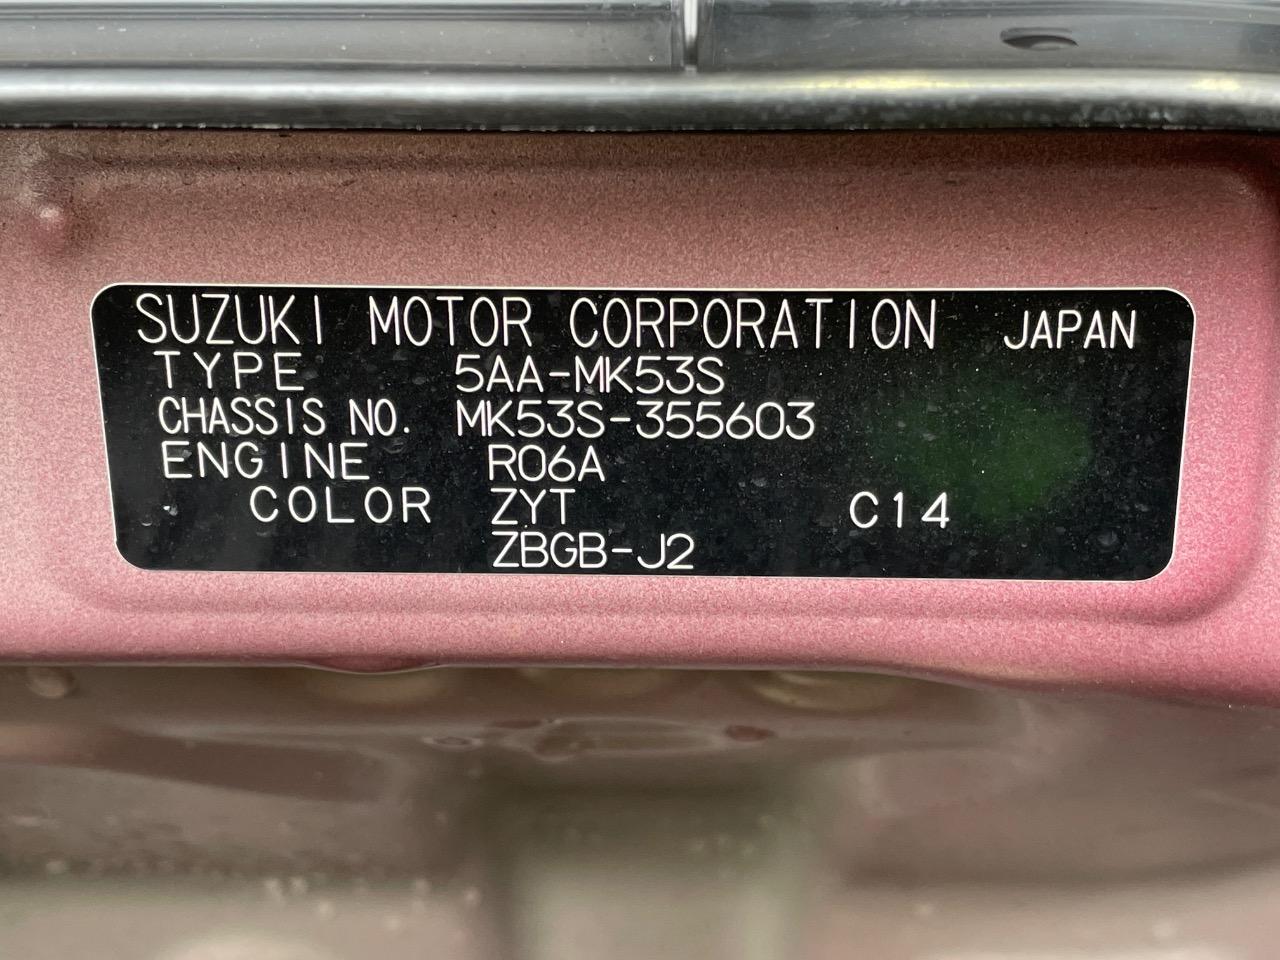 SUZUKI MOTOR CORPORATION JAPAN
TYPE 5AA-MK53S
CHASSIS NO. MK53S-355603
ENGINE R06A
COLOR ZYT C14
ZBGB-J2